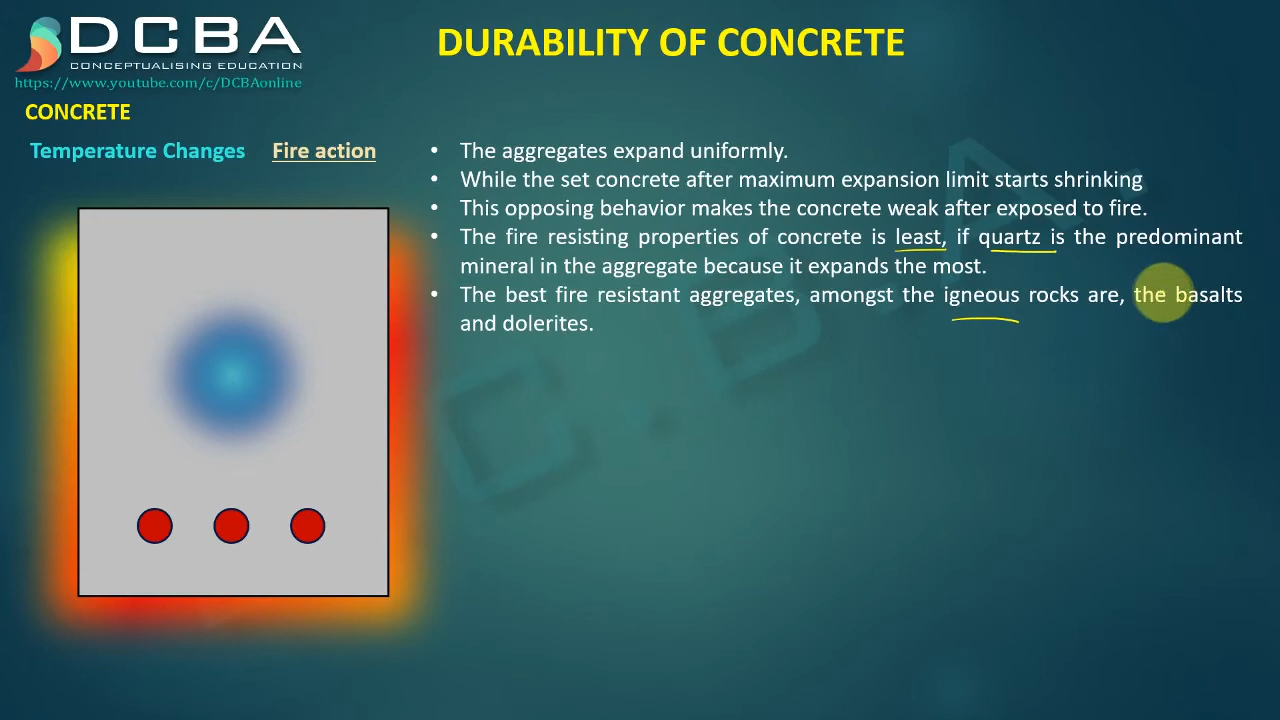 DCBA
CONCEPTUALISING EDUCATION
https://www.youtube.com/c/DCBAonline
DURABILITY OF CONCRETE
CONCRETE
Temperature Changes Fire action
• The aggregates expand uniformly.
• While the set concrete after maximum expansion limit starts shrinking
• This opposing behavior makes the concrete weak after exposed to fire.
• The fire resisting properties of concrete is least, if quartz is the predominant
mineral in the aggregate because it expands the most.
• The best fire resistant aggregates, amongst the igneous rocks are, the basalts
and dolerites.
D.C.B.A